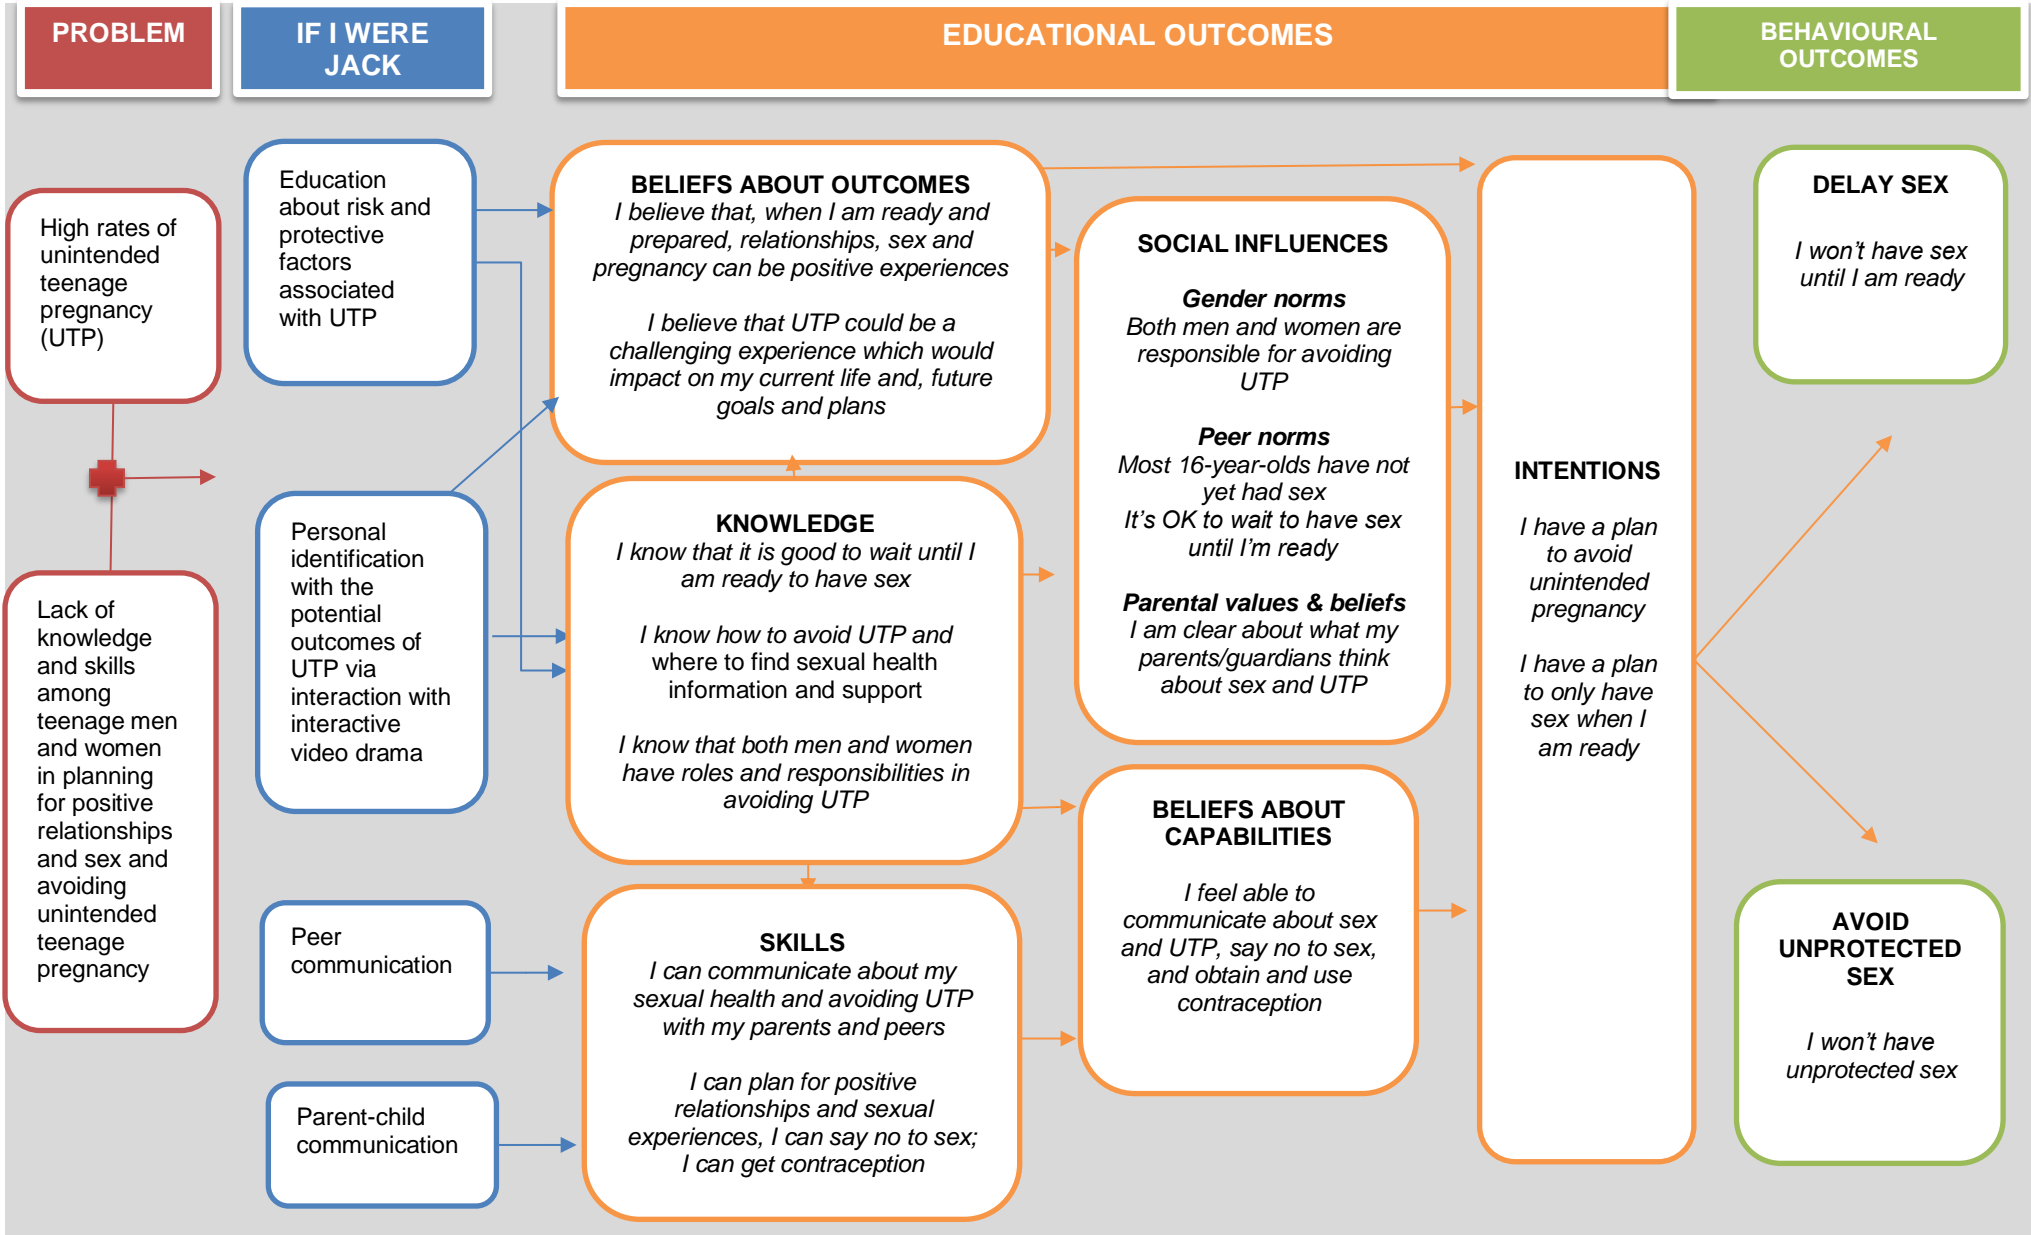 PROBLEM
IF I WERE
JACK
EDUCATIONAL OUTCOMES
BEHAVIOURAL
OUTCOMES
High rates of
unintended
teenage
pregnancy
(UTP)
Lack of
knowledge
and skills
among
teenage men
and women
in planning
for positive
relationships
and sex and
avoiding
unintended
teenage
pregnancy
Education
about risk and
protective
factors
associated
with UTP
Personal
identification
with the
potential
outcomes of
UTP via
interaction with
interactive
video drama
Peer
communication
Parent-child
communication
BELIEFS ABOUT OUTCOMES
I believe that, when I am ready and
prepared, relationships, sex and
pregnancy can be positive experiences
I believe that UTP could be a
challenging experience which would
impact on my current life and, future
goals and plans
KNOWLEDGE
I know that it is good to wait until I
am ready to have sex
I know how to avoid UTP and
where to find sexual health
information and support
I know that both men and women
have roles and responsibilities in
avoiding UTP
SKILLS
I can communicate about my
sexual health and avoiding UTP
with my parents and peers
I can plan for positive
relationships and sexual
experiences, I can say no to sex;
I can get contraception
SOCIAL INFLUENCES
Gender norms
Both men and women are
responsible for avoiding
UTP
Peer norms
Most 16-year-olds have not
yet had sex
It's OK to wait to have sex
until I'm ready
Parental values & beliefs
I am clear about what my
parents/guardians think
about sex and UTP
BELIEFS ABOUT
CAPABILITIES
I feel able to
communicate about sex
and UTP, say no to sex,
and obtain and use
contraception
INTENTIONS
I have a plan
to avoid
unintended
pregnancy
I have a plan
to only have
sex when I
am ready
DELAY SEX
I won't have sex
until I am ready
AVOID
UNPROTECTED
SEX
I won't have
unprotected sex